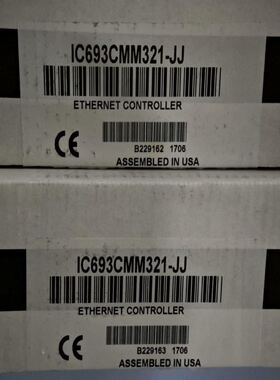 IC693CMM321-JJ
ETHERNET CONTROLLER
CE
B229162 1706
ASSEMBLED IN USA
IC693CMM321-JJ
ETHERNET CONTROLLER
CE
B229163 1706
ASSEMBLED IN USA